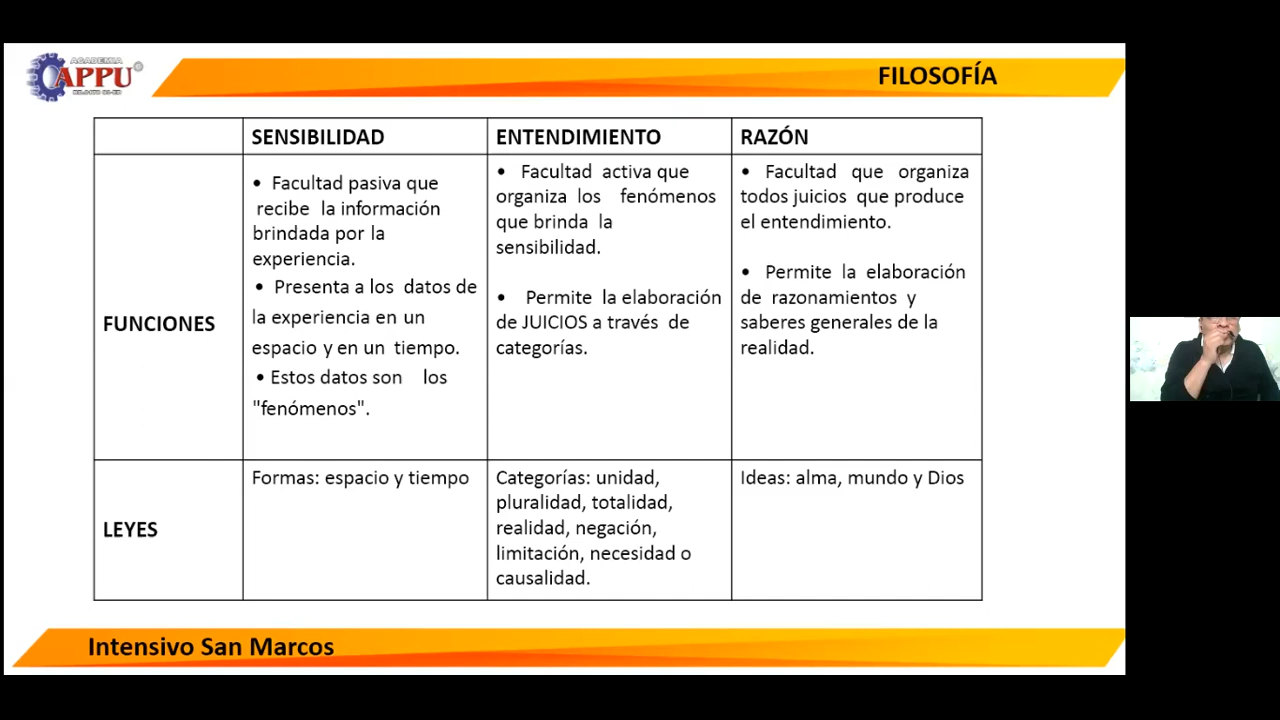 ACADEMIA
APPU
FILOSOFÍA
SENSIBILIDAD
ENTENDIMIENTO
RAZÓN
FUNCIONES
• Facultad pasiva que
recibe la información
brindada por la
experiencia.
• Presenta a los datos de
la experiencia en un
espacio y en un tiempo.
• Estos datos son los
"fenómenos".
• Facultad activa que
organiza los fenómenos
que brinda la
sensibilidad.
• Permite la elaboración
de JUICIOS a través de
categorías.
• Facultad que organiza
todos juicios que produce
el entendimiento.
• Permite la elaboración
de razonamientos y
saberes generales de la
realidad.
LEYES
Formas: espacio y tiempo
Categorías: unidad,
pluralidad, totalidad,
realidad, negación,
limitación, necesidad o
causalidad.
Ideas: alma, mundo y Dios
Intensivo San Marcos